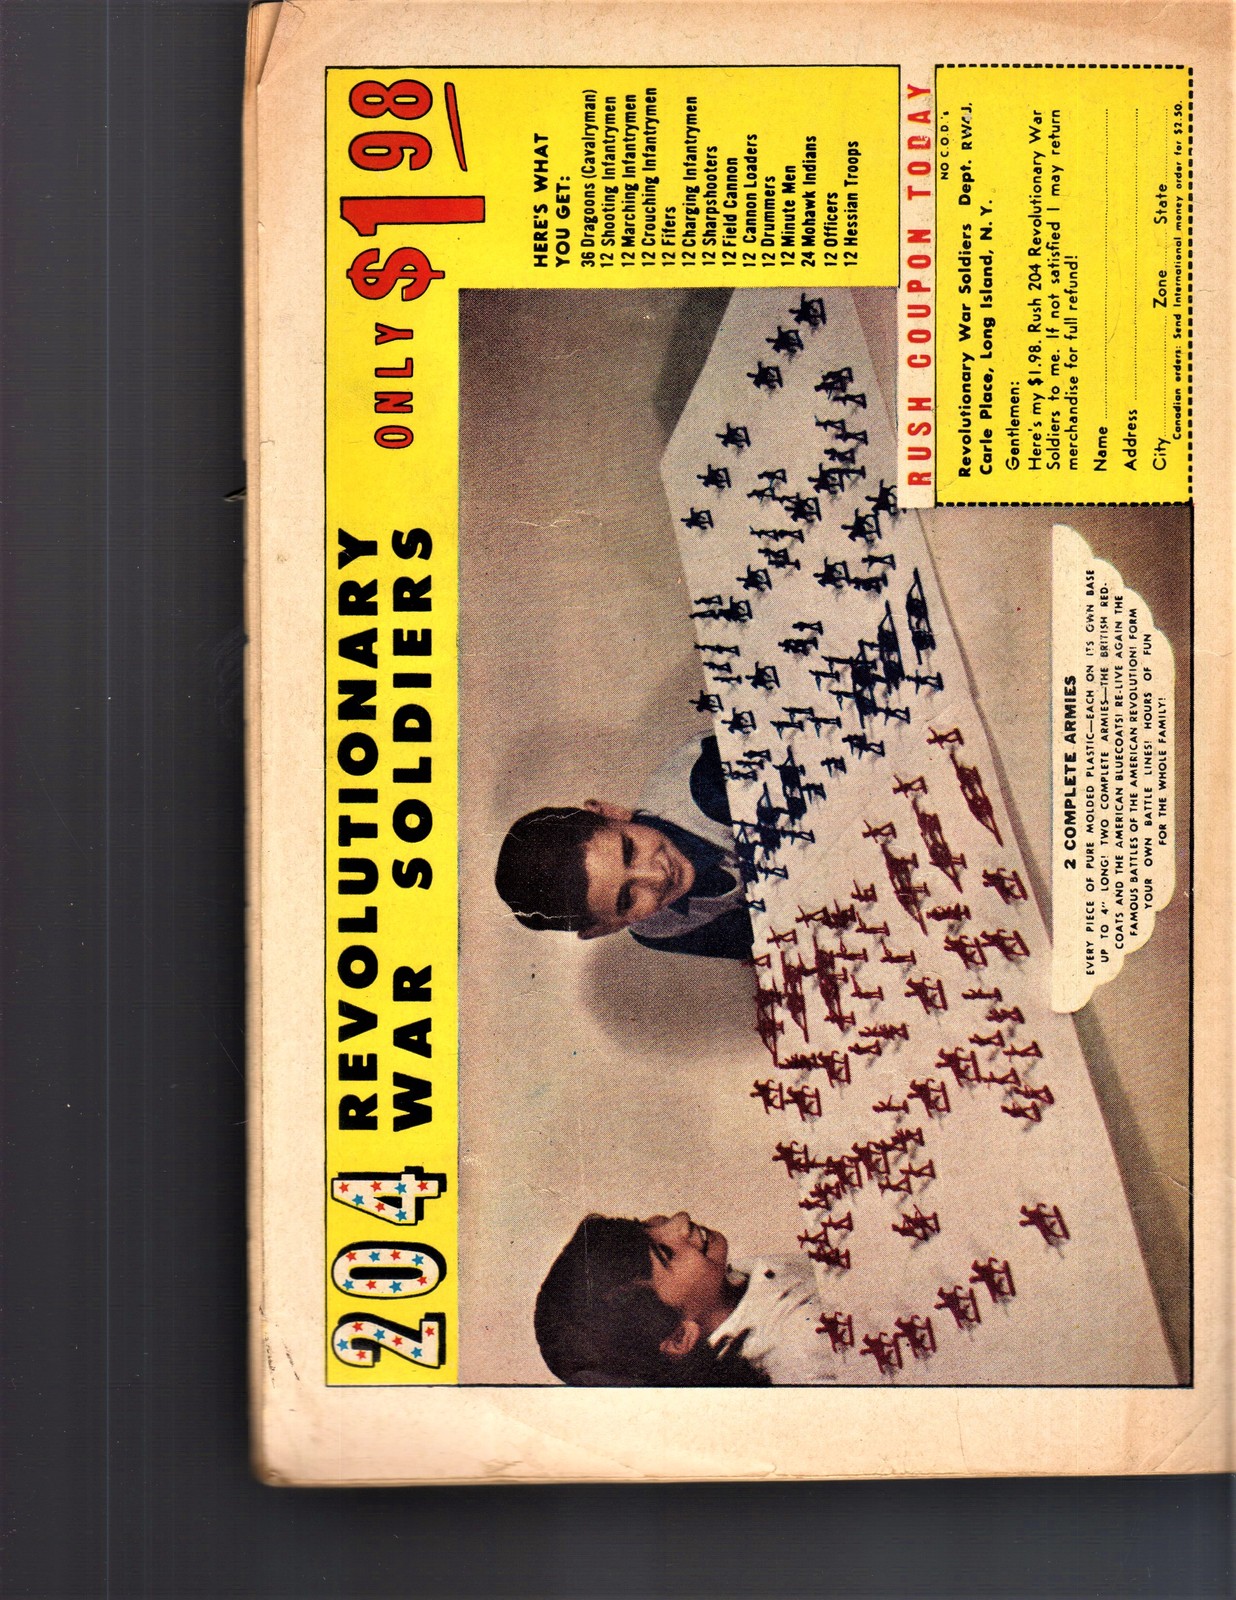 204 REVOLUTIONARY
WAR SOLDIERS
ONLY $198
HERE'S WHAT
YOU GET:
36 Dragoons (Cavalryman)
12 Shooting Infantrymen
12 Marching Infantrymen
12 Crouching Infantrymen
12 Fifers
12 Charging Infantrymen
12 Sharpshooters
12 Field Cannon
12 Cannon Loaders
12 Drummers
12 Minute Men
24 Mohawk Indians
12 Officers
12 Hessian Troops
2 COMPLETE ARMIES
EVERY PIECE OF PURE MOLDED PLASTIC—EACH ON ITS OWN BASE
UP TO 4" LONG! TWO COMPLETE ARMIES—THE BRITISH RED-
COATS AND THE AMERICAN BLUECOATS! RE-LIVE AGAIN THE
FAMOUS BATTLES OF THE AMERICAN REVOLUTION! FORM
YOUR OWN BATTLE LINES! HOURS OF FUN
FOR THE WHOLE FAMILY!
RUSH COUPON TODAY
NO C.O.D.'s
Revolutionary War Soldiers Dept. RW-
Carle Place, Long Island, N. Y.
Gentlemen:
Here's my $1.98. Rush 204 Revolutionary War
Soldiers to me. If not satisfied I may return
merchandise for full refund!
Name
Address
City Zone State
Canadian orders: Send International money order for $2.50.